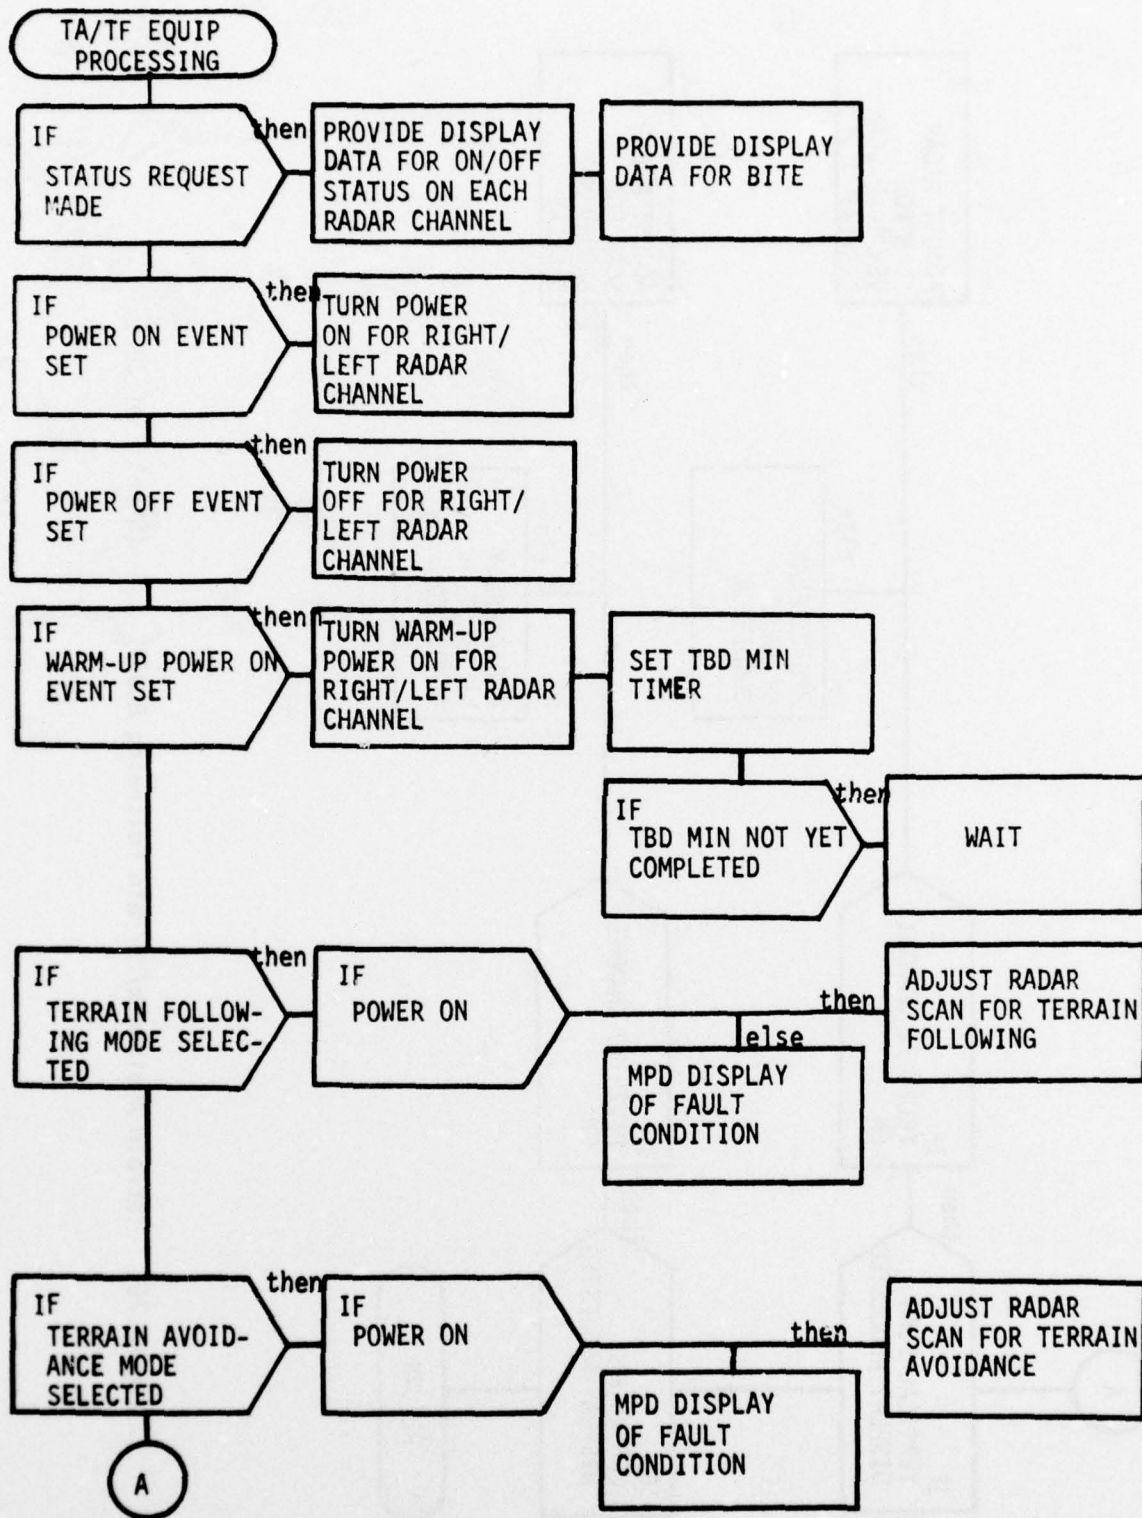 TA/TF EQUIP
PROCESSING
IF
STATUS REQUEST
MADE
then
PROVIDE DISPLAY
DATA FOR ON/OFF
STATUS ON EACH
RADAR CHANNEL
PROVIDE DISPLAY
DATA FOR BITE
IF
POWER ON EVENT
SET
then
TURN POWER
ON FOR RIGHT/
LEFT RADAR
CHANNEL
IF
POWER OFF EVENT
SET
then
TURN POWER
OFF FOR RIGHT/
LEFT RADAR
CHANNEL
IF
WARM-UP POWER ON
EVENT SET
then
TURN WARM-UP
POWER ON FOR
RIGHT/LEFT RADAR
CHANNEL
SET TBD MIN
TIMER
IF
TBD MIN NOT YET
COMPLETED
then
WAIT
IF
TERRAIN FOLLOW-
ING MODE SELEC-
TED
then
IF
POWER ON
then
ADJUST RADAR
SCAN FOR TERRAIN
FOLLOWING
else
MPD DISPLAY
OF FAULT
CONDITION
IF
TERRAIN AVOID-
ANCE MODE
SELECTED
then
IF
POWER ON
then
ADJUST RADAR
SCAN FOR TERRAIN
AVOIDANCE
MPD DISPLAY
OF FAULT
CONDITION
A